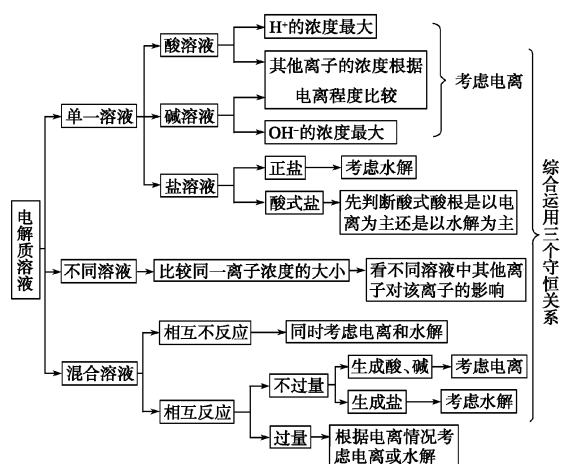 H⁺的浓度最大
酸溶液
其他离子的浓度根据
电离程度比较
考虑电离
单一溶液
碱溶液
OH⁻的浓度最大
正盐
考虑水解
盐溶液
酸式盐
先判断酸式酸根是以电
离为主还是以水解为主
电解质溶液
综合运用三个守恒关系
不同溶液
比较同一离子浓度的大小
看不同溶液中其他离
子对该离子的影响
相互不反应
同时考虑电离和水解
混合溶液
不过量
生成酸、碱
考虑电离
生成盐
考虑水解
相互反应
过量
根据电离情况考
虑电离或水解